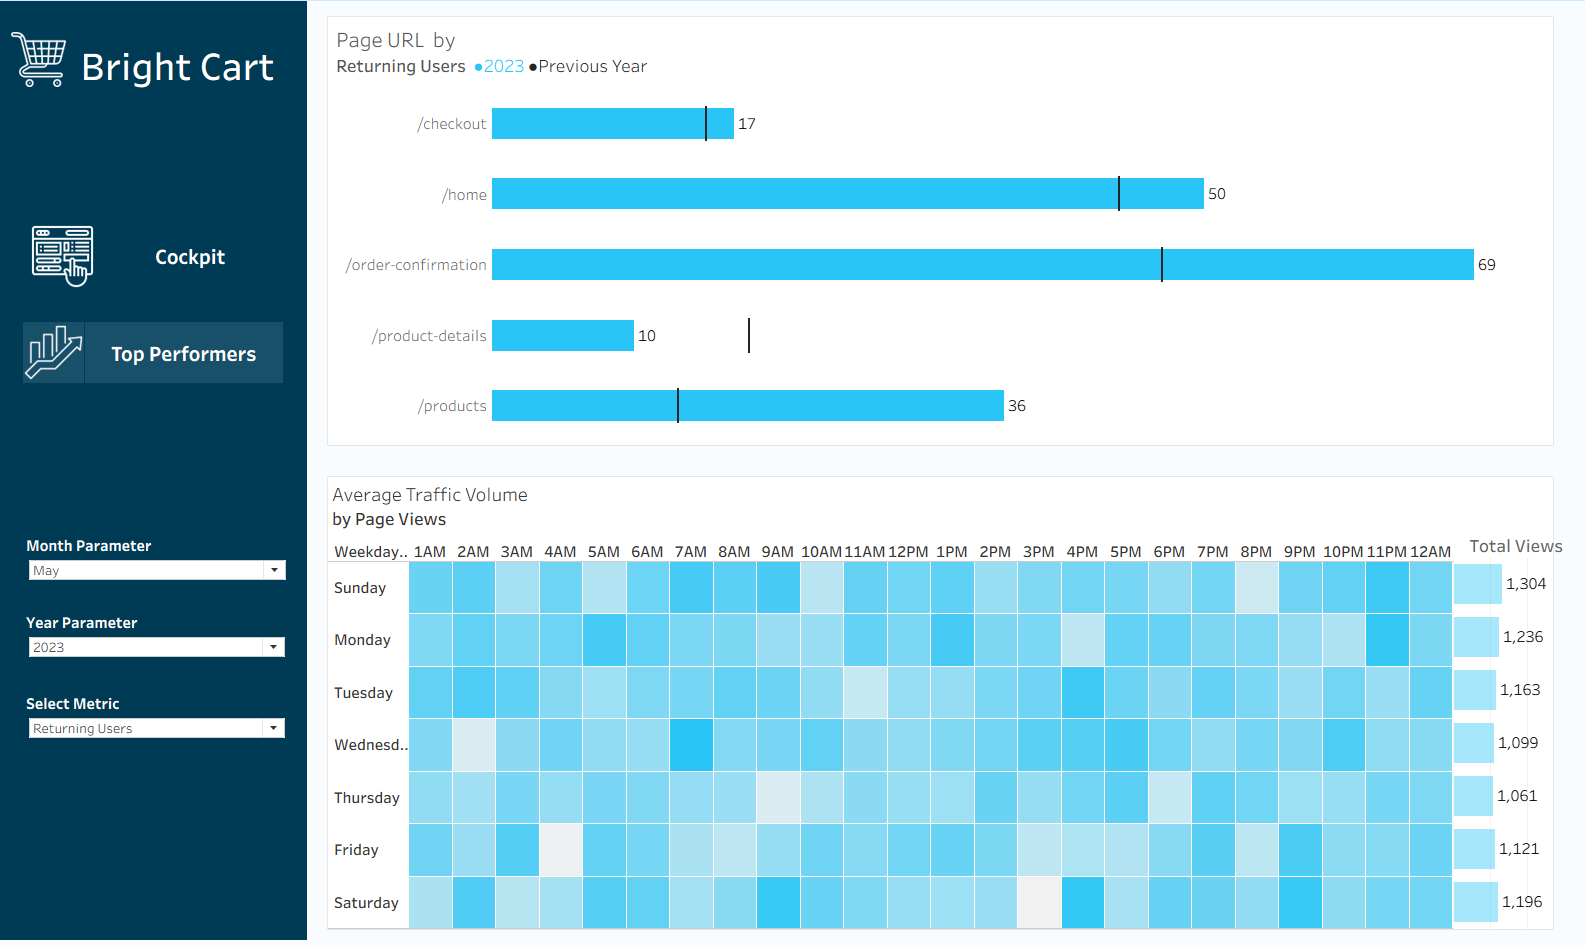 Bright Cart
Cockpit
Top Performers
Month Parameter
May
Year Parameter
2023
Select Metric
Returning Users
Page URL by
Returning Users ●2023 ●Previous Year
/checkout 17
/home 50
/order-confirmation 69
/product-details 10
/products 36
Average Traffic Volume
by Page Views
Weekday.. 1AM 2AM 3AM 4AM 5AM 6AM 7AM 8AM 9AM 10AM 11AM 12PM 1PM 2PM 3PM 4PM 5PM 6PM 7PM 8PM 9PM 10PM 11PM 12AM Total Views
Sunday 1,304
Monday 1,236
Tuesday 1,163
Wednesd.. 1,099
Thursday 1,061
Friday 1,121
Saturday 1,196